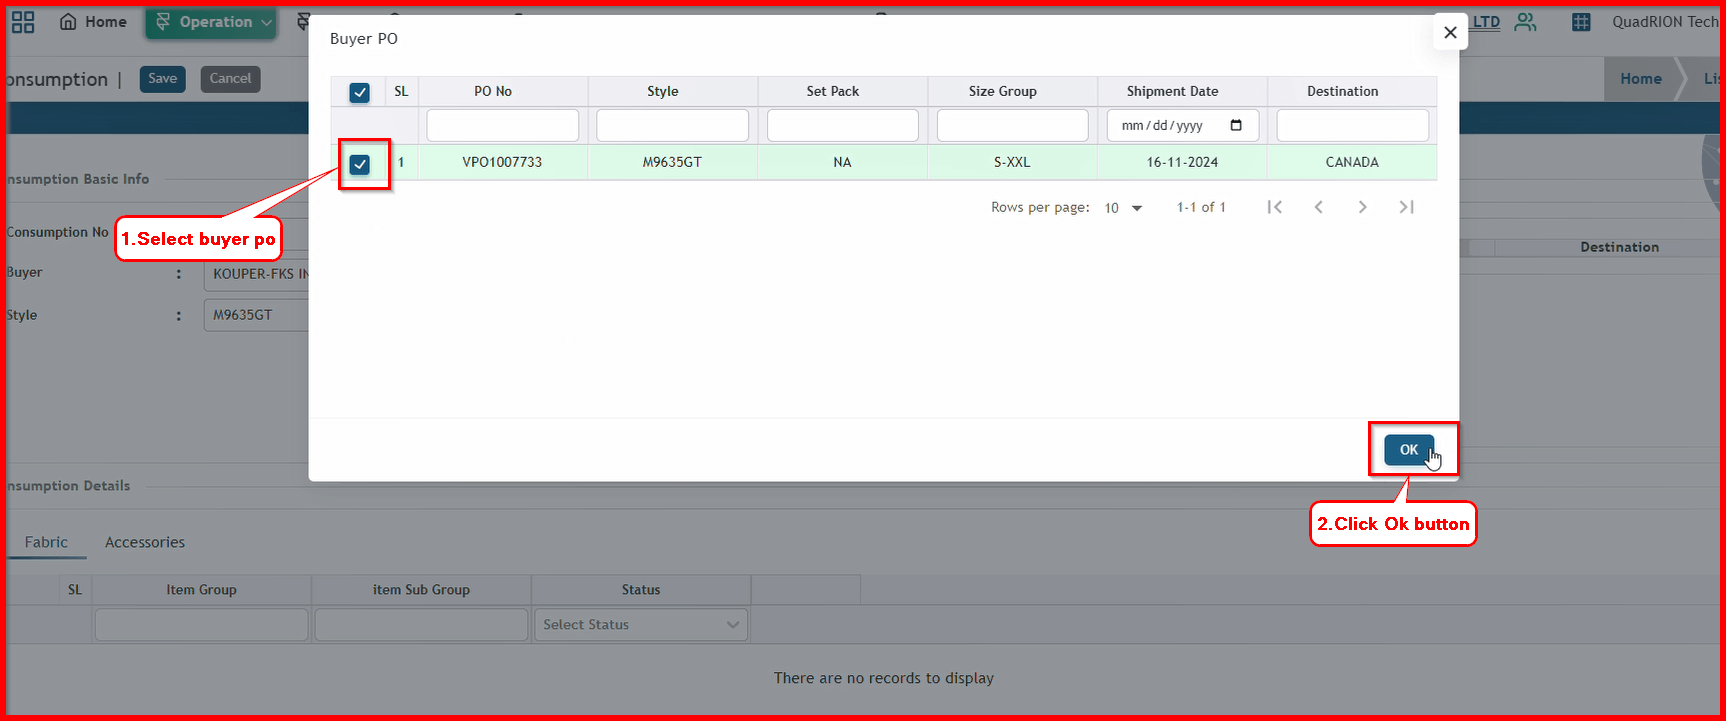 Home
Operation
LTD
QuadRION Tech
onsumption |
Save
Cancel
Home
Li
Buyer PO
SL
PO No
Style
Set Pack
Size Group
Shipment Date
Destination
mm/dd/yyyy
1
VPO1007733
M9635GT
NA
S-XXL
16-11-2024
CANADA
Rows per page: 10
1-1 of 1
nsumption Basic Info
1.Select buyer po
Consumption No
Destination
Buyer :
KOUPER-FKS IN
Style :
M9635GT
OK
2.Click Ok button
nsumption Details
Fabric
Accessories
SL
Item Group
item Sub Group
Status
Select Status
There are no records to display